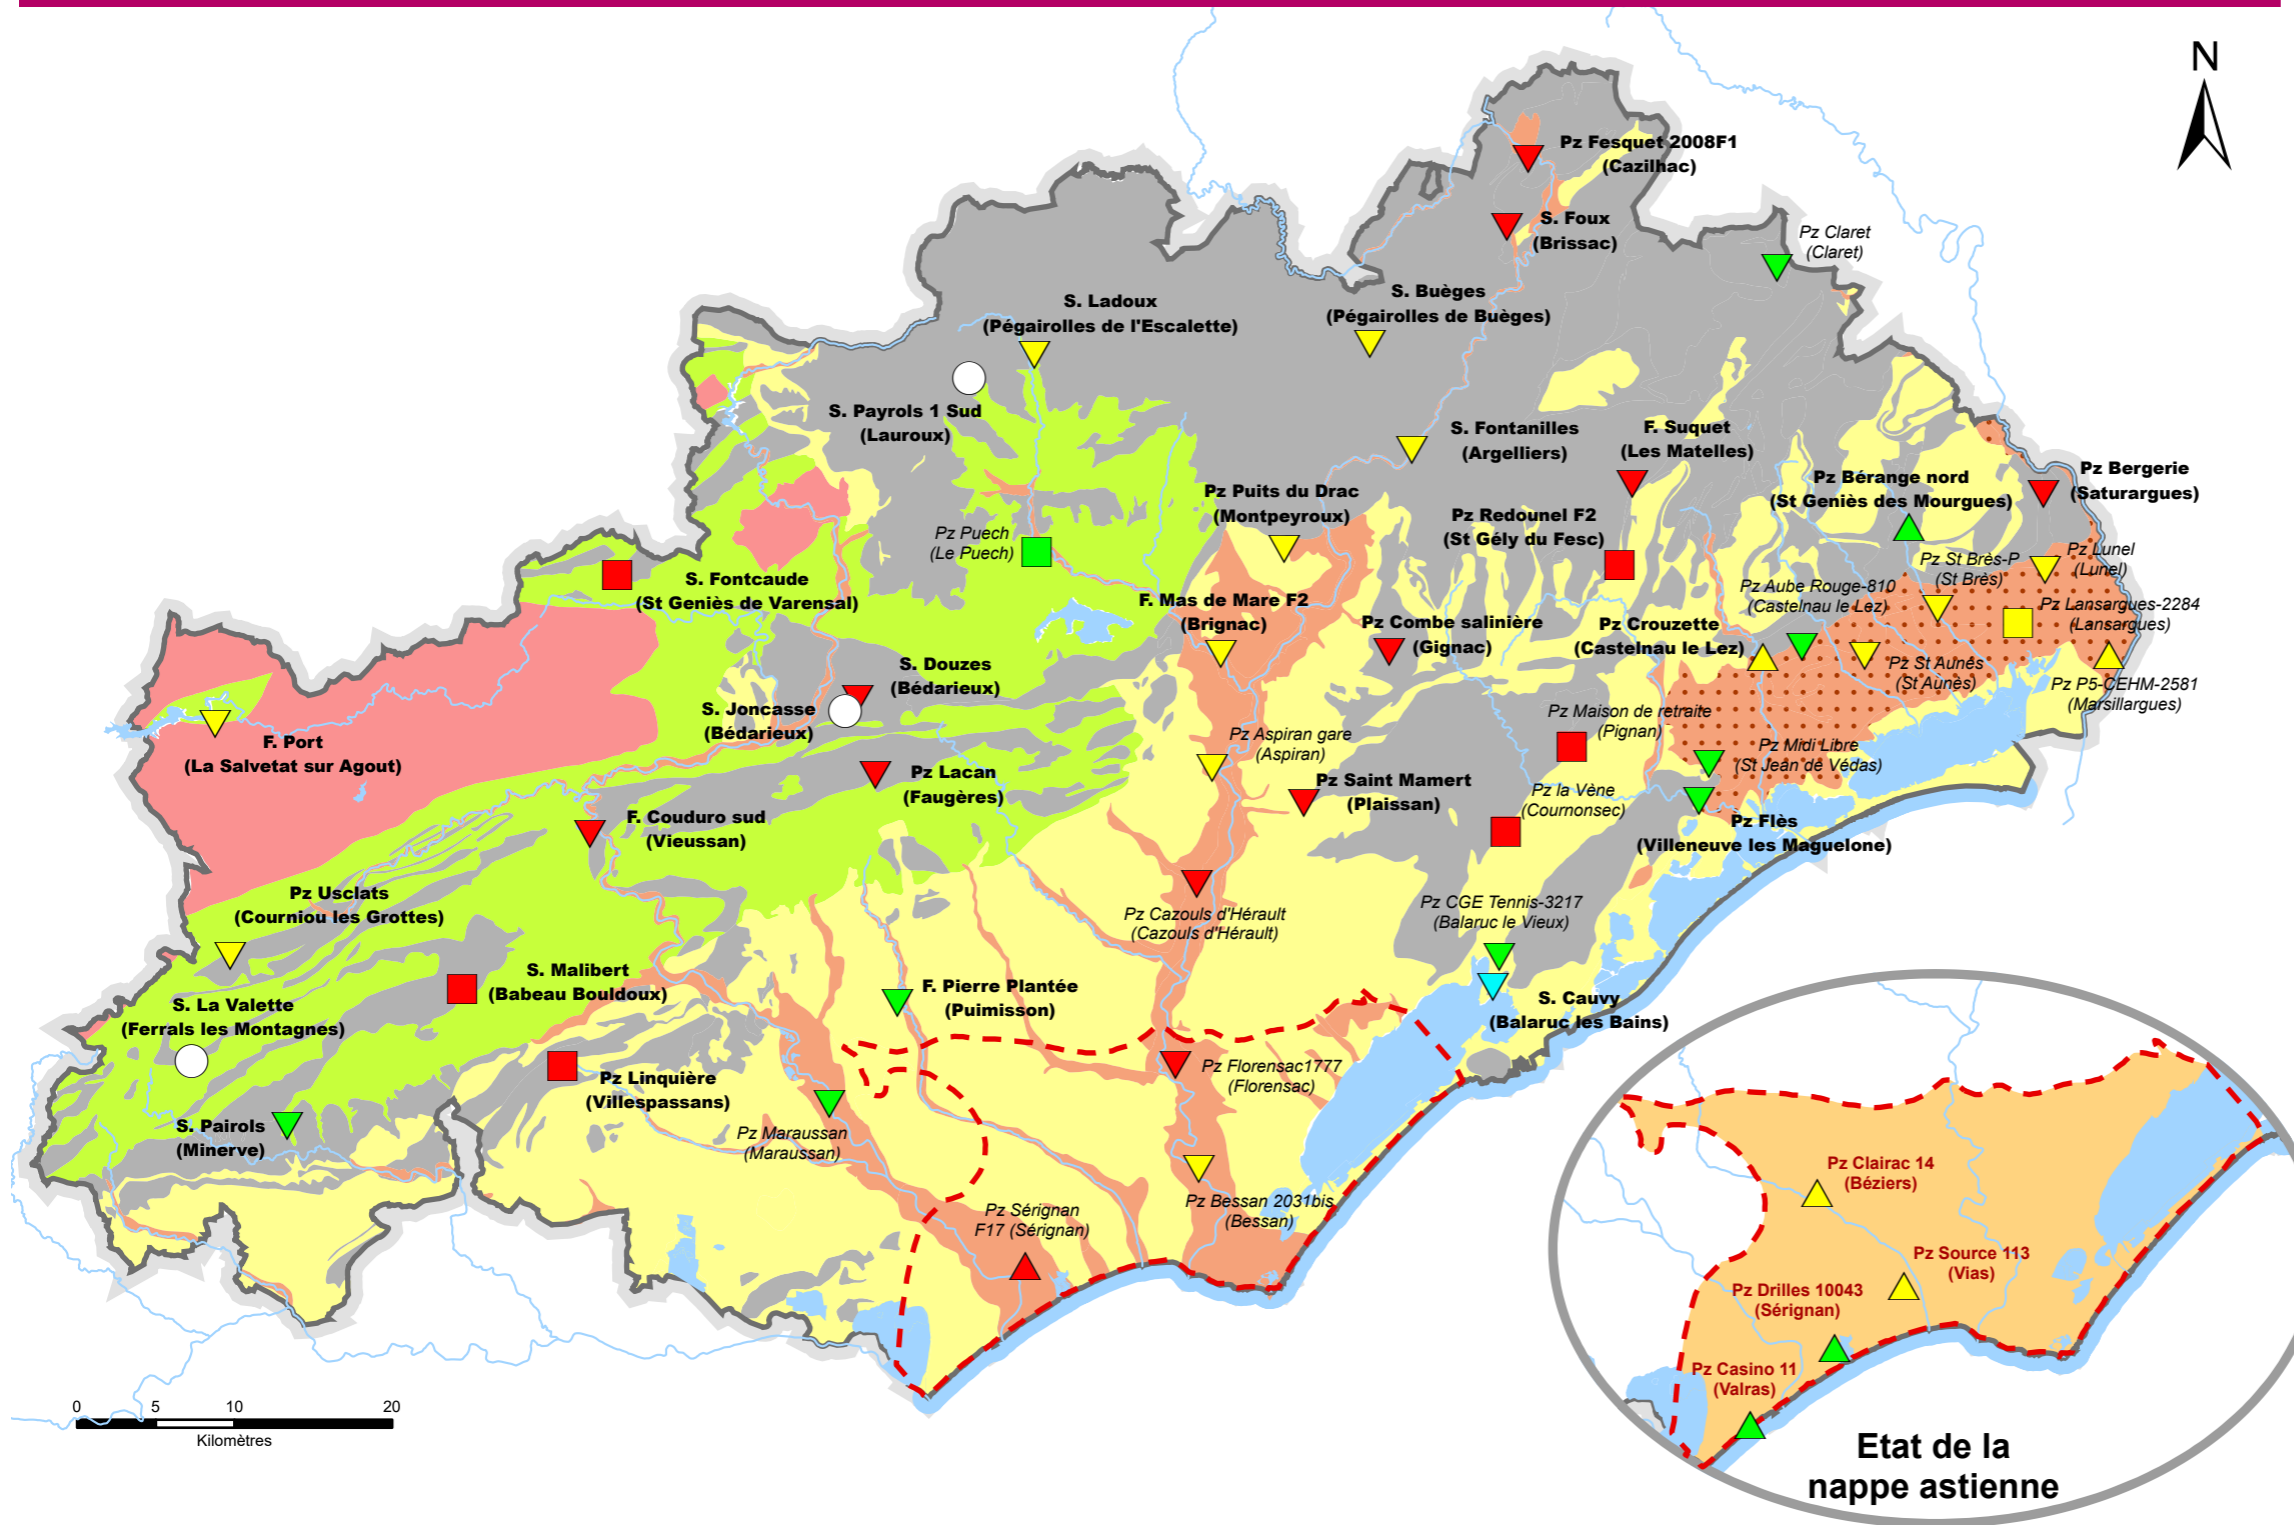 N
Pz Fesquet 2008F1
(Cazilhac)
S. Foux
(Brissac)
Pz Claret
(Claret)
S. Ladoux
(Pégairolles de l'Escalette)
S. Buèges
(Pégairolles de Buèges)
S. Payrols 1 Sud
(Lauroux)
S. Fontanilles
(Argelliers)
F. Suquet
(Les Matelles)
Pz Bérange nord
(St Geniès des Mourgues)
Pz Bergerie
(Saturargues)
Pz Puits du Drac
(Montpeyroux)
Pz Redounel F2
(St Gély du Fesc)
Pz Puech
(Le Puech)
Pz St Brès-P
(St Brès)
Pz Lunel
(Lunel)
S. Fontcaude
(St Geniès de Varensal)
Pz Aube Rouge-810
(Castelnau le Lez)
F. Mas de Mare F2
(Brignac)
Pz Combe salinière
(Gignac)
Pz Crouzette
(Castelnau le Lez)
Pz Lansargues-2284
(Lansargues)
S. Douzes
(Bédarieux)
Pz St Aunès
(St Aunès)
Pz P5-CEHM-2581
(Marsillargues)
S. Joncasse
(Bédarieux)
Pz Maison de retraite
(Pignan)
F. Port
(La Salvetat sur Agout)
Pz Aspiran gare
(Aspiran)
Pz Midi Libre
(St Jean de Védas)
Pz Lacan
(Faugères)
Pz Saint Mamert
(Plaissan)
Pz la Vène
(Cournonsec)
F. Couduro sud
(Vieussan)
Pz Flès
(Villeneuve les Maguelone)
Pz Usclats
(Courniou les Grottes)
Pz Cazouls d'Hérault
(Cazouls d'Hérault)
Pz CGE Tennis-3217
(Balaruc le Vieux)
S. Malibert
(Babeau Bouldoux)
F. Pierre Plantée
(Puimisson)
S. La Valette
(Ferrals les Montagnes)
S. Cauvy
(Balaruc les Bains)
Pz Linquière
(Villespassans)
Pz Florensac1777
(Florensac)
S. Pairols
(Minerve)
Pz Maraussan
(Maraussan)
Pz Sérignan
F17 (Sérignan)
Pz Bessan 2031bis
(Bessan)
Pz Clairac 14
(Béziers)
Pz Source 113
(Vias)
Pz Drilles 10043
(Sérignan)
Pz Casino 11
(Valras)
0 5 10 20
Kilomètres
Etat de la
nappe astienne